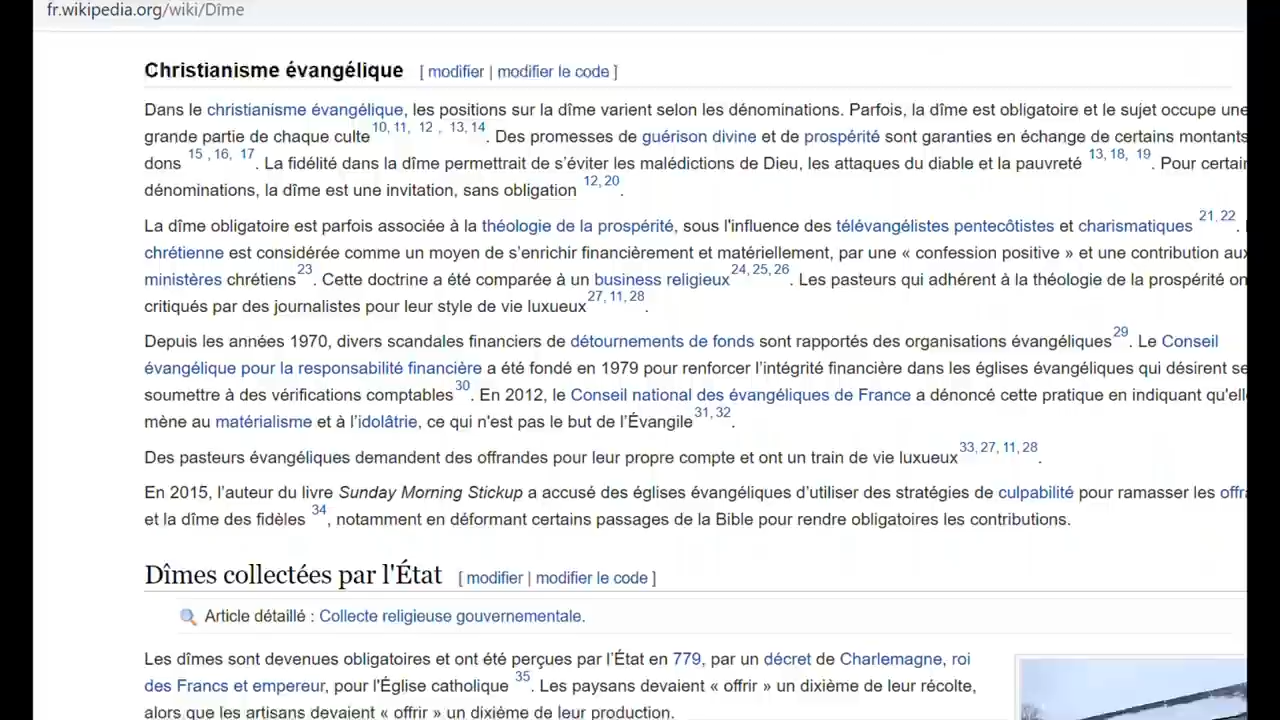 fr.wikipedia.org/wiki/Dîme
Christianisme évangélique [ modifier | modifier le code ]
Dans le christianisme évangélique, les positions sur la dîme varient selon les dénominations. Parfois, la dîme est obligatoire et le sujet occupe une
grande partie de chaque culte 10, 11, 12, 13, 14. Des promesses de guérison divine et de prospérité sont garanties en échange de certains montants
dons 15, 16, 17. La fidélité dans la dîme permettrait de s'éviter les malédictions de Dieu, les attaques du diable et la pauvreté 13, 18, 19. Pour
dénominations, la dîme est une invitation, sans obligation 12, 20.
La dîme obligatoire est parfois associée à la théologie de la prospérité, sous l'influence des télévangélistes pentecôtistes et charismatiques 21, 22.
chrétienne est considérée comme un moyen de s'enrichir financièrement et matériellement, par une « confession positive » et une contribution aux
ministères chrétiens 23. Cette doctrine a été comparée à un business religieux 24, 25, 26. Les pasteurs qui adhérent à la théologie de la prospérité
critiqués par des journalistes pour leur style de vie luxueux 27, 11, 28.
Depuis les années 1970, divers scandales financiers de détournements de fonds sont rapportés des organisations évangéliques 29. Le Conseil
évangélique pour la responsabilité financière a été fondé en 1979 pour renforcer l'intégrité financière dans les églises évangéliques qui désirent se
soumettre à des vérifications comptables 30. En 2012, le Conseil national des évangéliques de France a dénoncé cette pratique en indiquant
mène au matérialisme et à l'idolâtrie, ce qui n'est pas le but de l'Évangile 31, 32.
Des pasteurs évangéliques demandent des offrandes pour leur propre compte et ont un train de vie luxueux 33, 27, 11, 28.
En 2015, l'auteur du livre Sunday Morning Stickup a accusé des églises évangéliques d'utiliser des stratégies de culpabilité pour ramasser les
et la dîme des fidèles 34, notamment en déformant certains passages de la Bible pour rendre obligatoires les contributions.
Dîmes collectées par l'État [ modifier | modifier le code ]
Article détaillé : Collecte religieuse gouvernementale.
Les dîmes sont devenues obligatoires et ont été perçues par l'État en 779, par un décret de Charlemagne, roi
des Francs et empereur, pour l'Église catholique 35. Les paysans devaient « offrir » un dixième de leur récolte,
alors que les artisans devaient « offrir » un dixième de leur production.